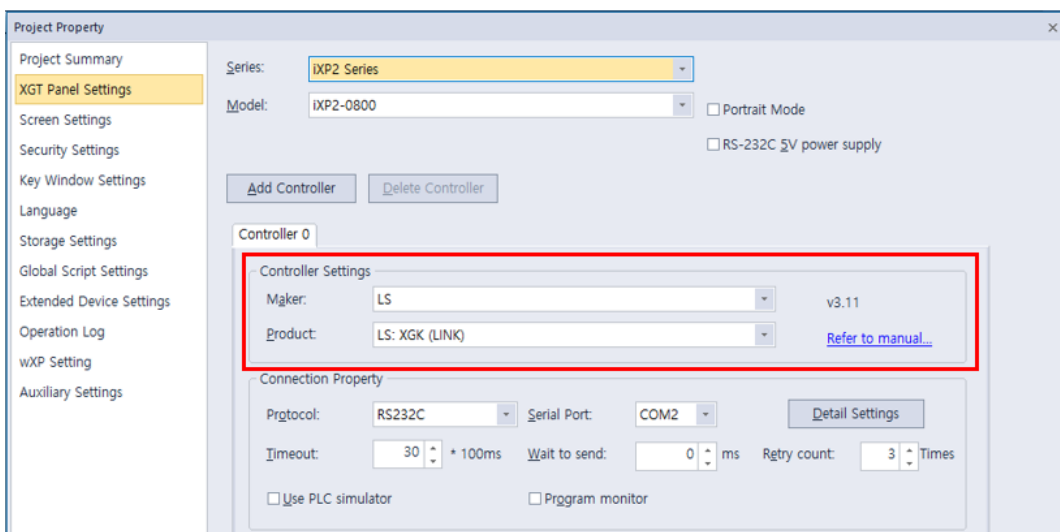 Project Property
Project Summary
XGT Panel Settings
Screen Settings
Security Settings
Key Window Settings
Language
Storage Settings
Global Script Settings
Extended Device Settings
Operation Log
wXP Setting
Auxiliary Settings
Series: iXP2 Series
Model: iXP2-0800
Portrait Mode
RS-232C 5V power supply
Add Controller Delete Controller
Controller 0
Controller Settings
Maker: LS v3.11
Product: LS: XGK (LINK) Refer to manual...
Connection Property
Protocol: RS232C Serial Port: COM2 Detail Settings
Timeout: 30 * 100ms Wait to send: 0 ms Retry count: 3 Times
Use PLC simulator Program monitor